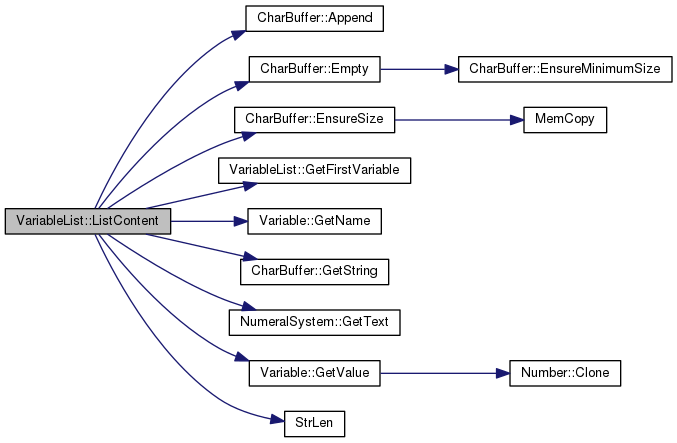 CharBuffer::Append
CharBuffer::Empty
CharBuffer::EnsureMinimumSize
CharBuffer::EnsureSize
MemCopy
VariableList::GetFirstVariable
VariableList::ListContent
Variable::GetName
CharBuffer::GetString
NumeralSystem::GetText
Variable::GetValue
Number::Clone
StrLen